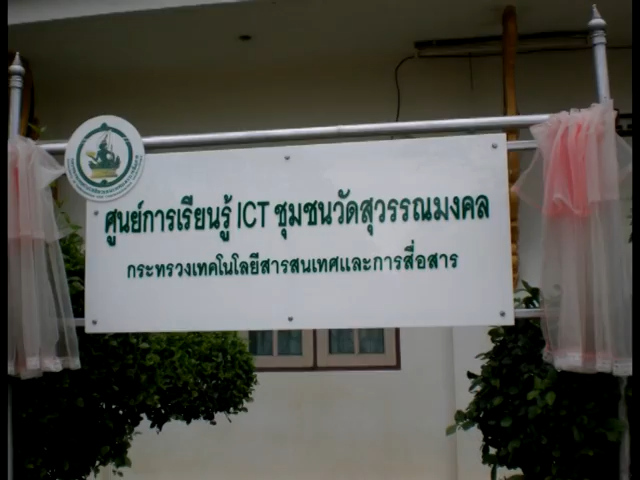 ศูนย์การเรียนรู้ ICT ชุมชนวัดสุวรรณมงคล
กระทรวงเทคโนโลยีสารสนเทศและการสื่อสาร